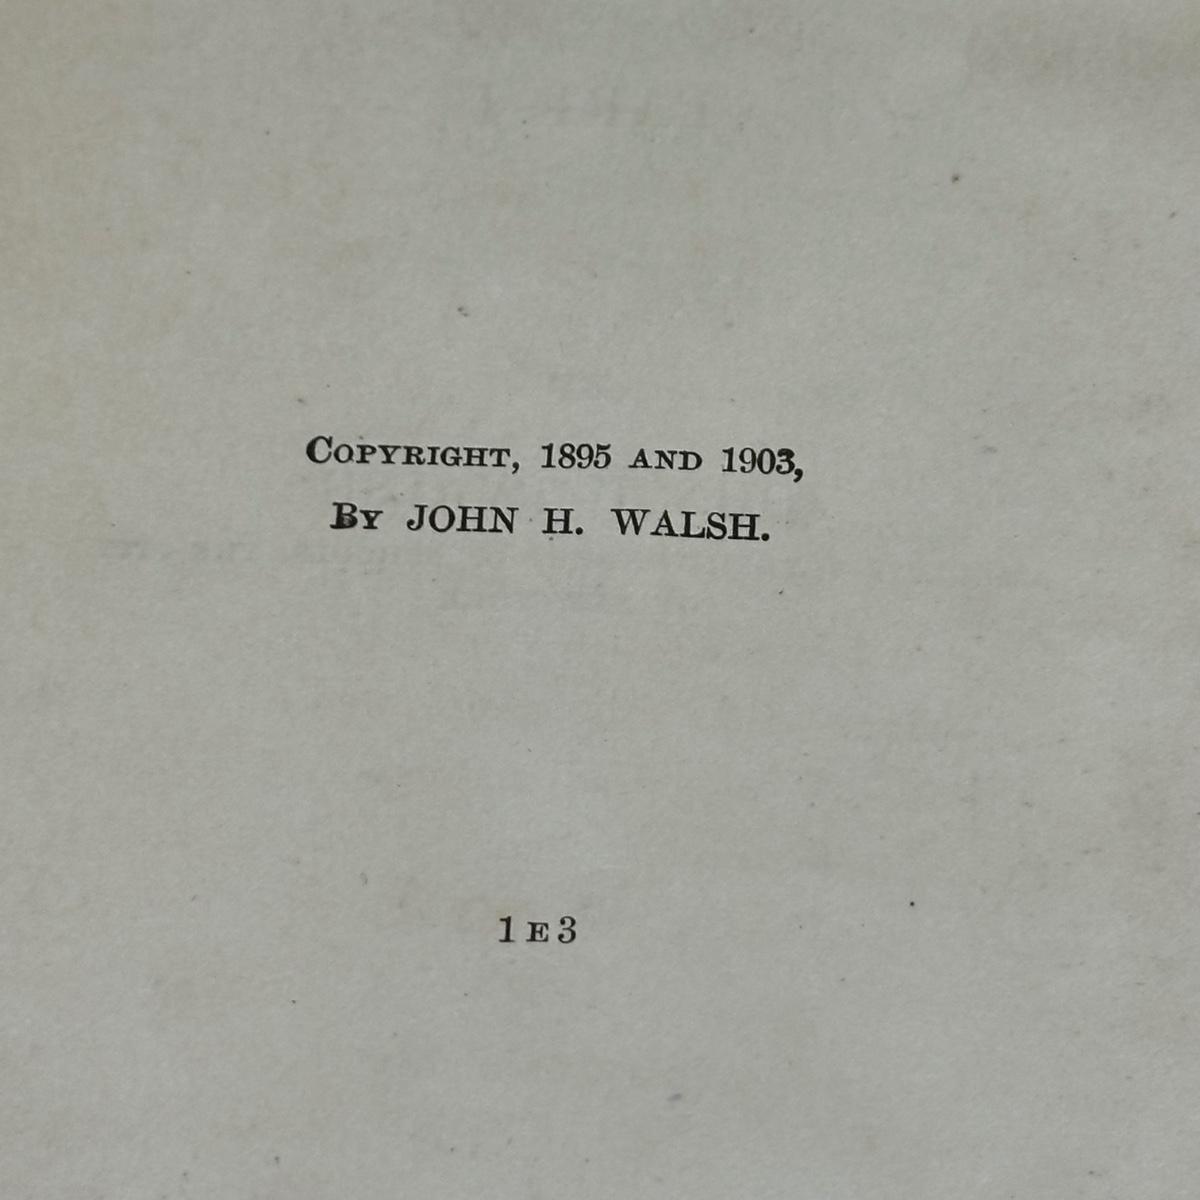 Copyright, 1895 and 1903,
By JOHN H. WALSH.
1 E 3